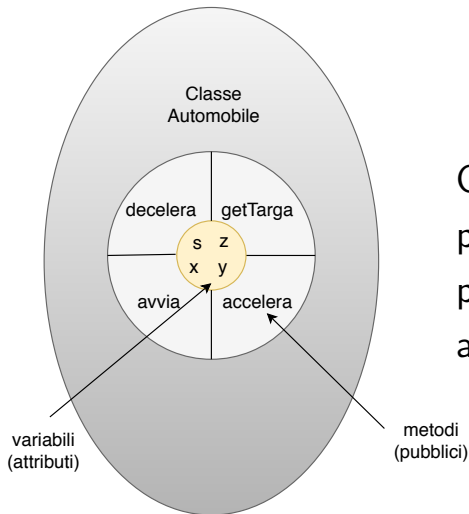 Classe
Automobile
decelera
getTarga
s z
x y
avvia
accelera
variabili
(attributi)
metodi
(pubblici)